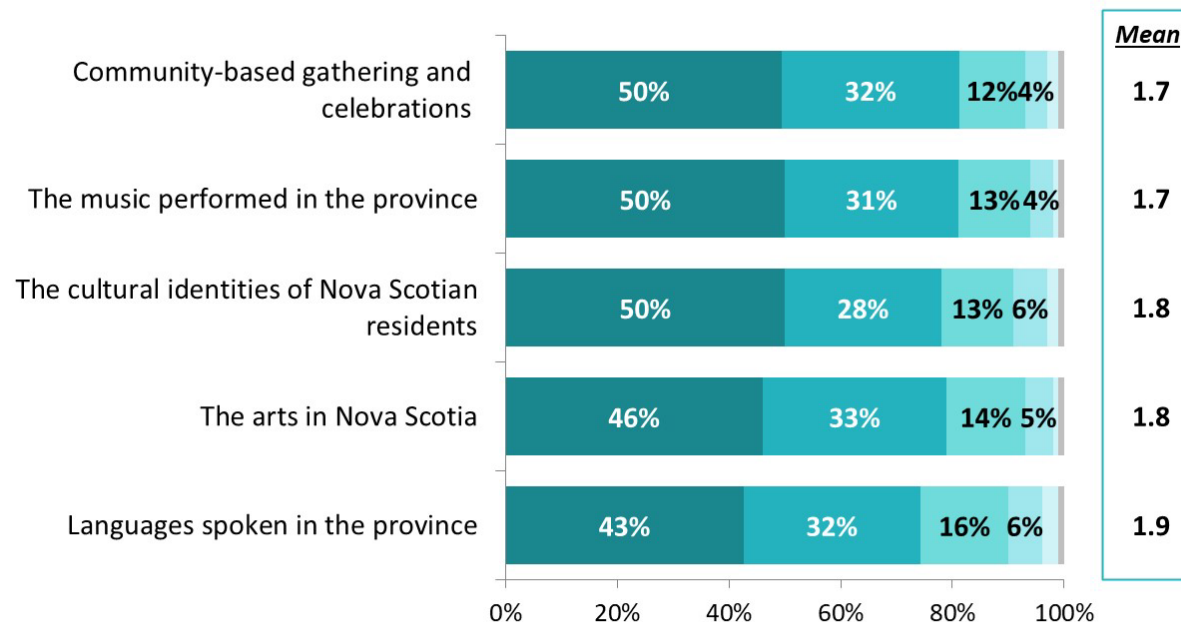 Mean
Community-based gathering and
celebrations
50% 32% 12% 4% 1.7
The music performed in the province
50% 31% 13% 4% 1.7
The cultural identities of Nova Scotian
residents
50% 28% 13% 6% 1.8
The arts in Nova Scotia
46% 33% 14% 5% 1.8
Languages spoken in the province
43% 32% 16% 6% 1.9
0% 20% 40% 60% 80% 100%